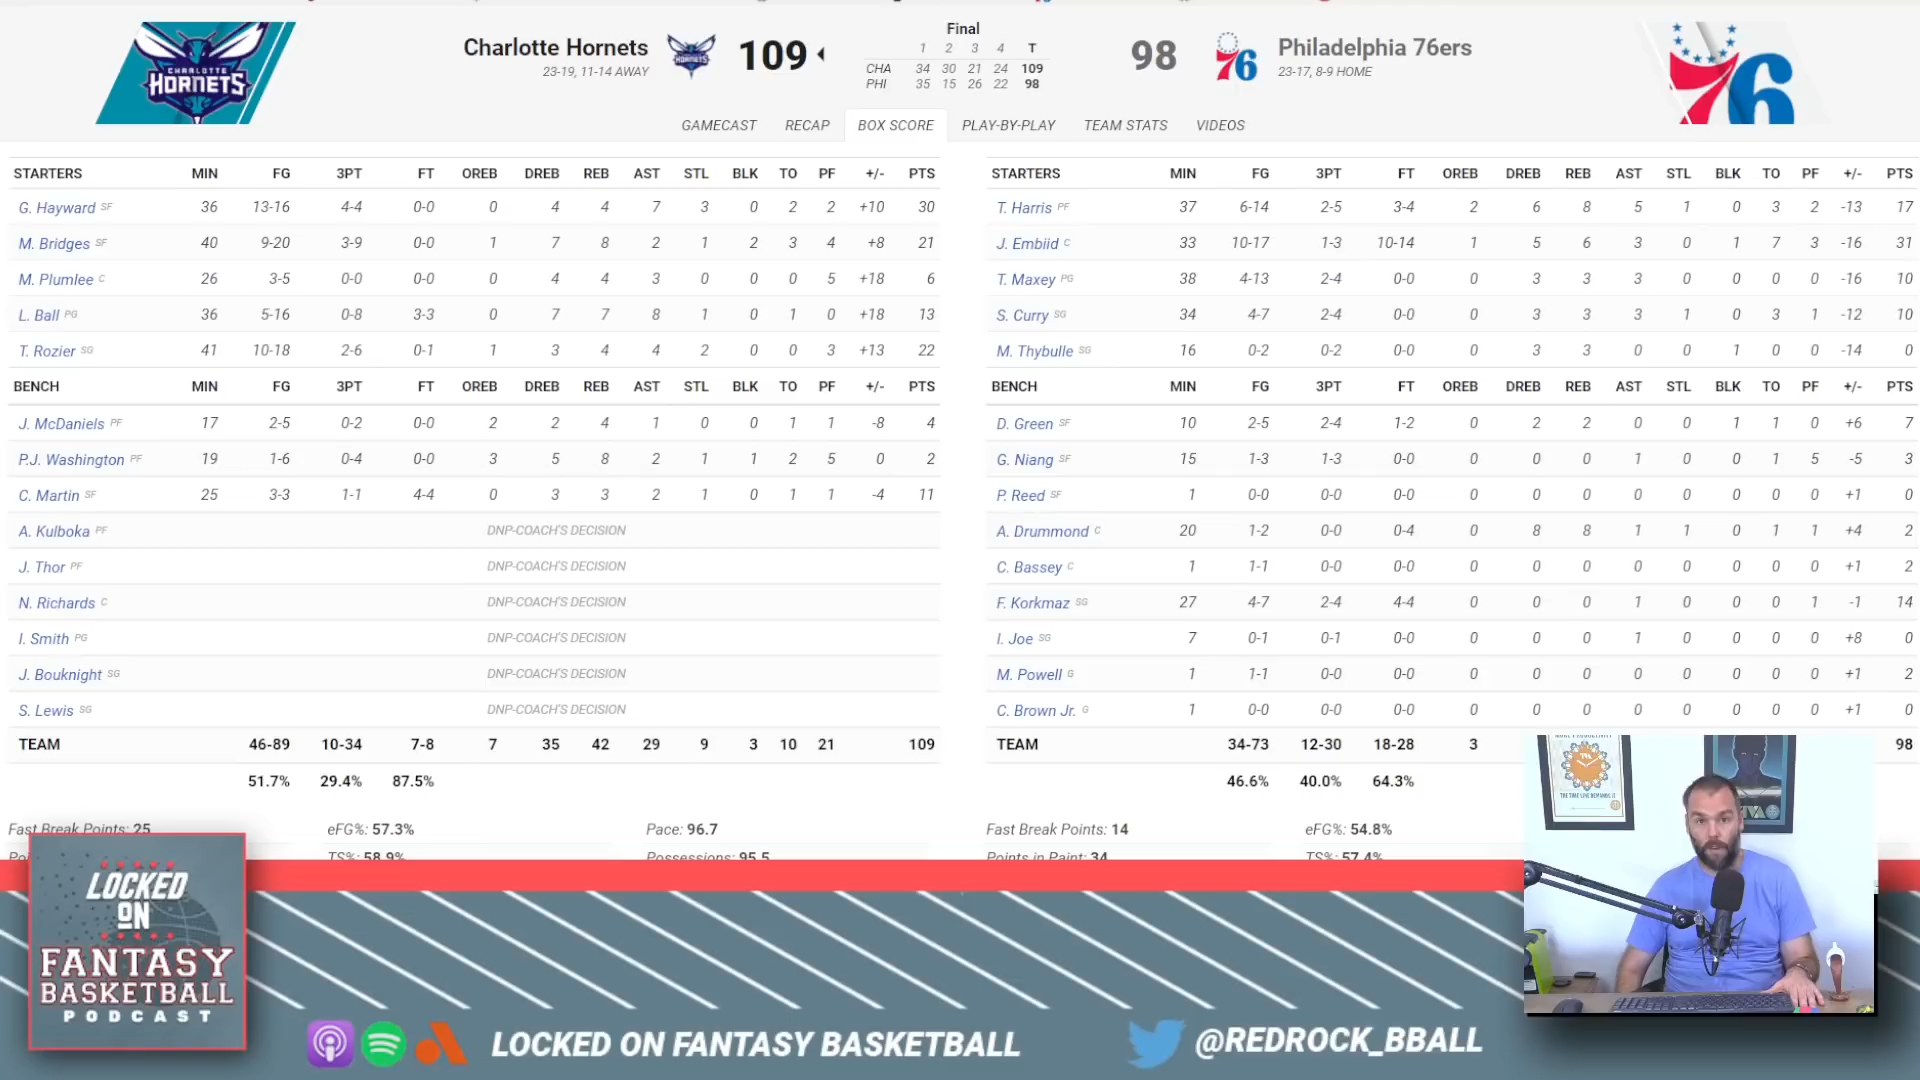 Final
Charlotte Hornets
23-19, 11-14 AWAY
HORNETS
109
1 2 3 4 T
CHA 34 30 21 24 109
PHI 35 15 26 22 98
98
76
Philadelphia 76ers
23-17, 8-9 HOME
CHARLOTTE
HORNETS
76
GAMECAST RECAP BOX SCORE PLAY-BY-PLAY TEAM STATS VIDEOS
STARTERS MIN FG 3PT FT OREB DREB REB AST STL BLK TO PF +/- PTS
G. Hayward SF 36 13-16 4-4 0-0 0 4 4 7 3 0 2 2 +10 30
M. Bridges SF 40 9-20 3-9 0-0 1 7 8 2 1 2 3 4 +8 21
M. Plumlee C 26 3-5 0-0 0-0 0 4 4 3 0 0 0 5 +18 6
L. Ball PG 36 5-16 0-8 3-3 0 7 7 8 1 0 1 0 +18 13
T. Rozier SG 41 10-18 2-6 0-1 1 3 4 4 2 0 0 3 +13 22
BENCH MIN FG 3PT FT OREB DREB REB AST STL BLK TO PF +/- PTS
J. McDaniels PF 17 2-5 0-2 0-0 2 2 4 1 0 0 1 1 -8 4
P.J. Washington PF 19 1-6 0-4 0-0 3 5 8 2 1 1 2 5 0 2
C. Martin SF 25 3-3 1-1 4-4 0 3 3 2 1 0 1 1 -4 11
A. Kulboka PF DNP-COACH'S DECISION
J. Thor PF DNP-COACH'S DECISION
N. Richards C DNP-COACH'S DECISION
I. Smith PG DNP-COACH'S DECISION
J. Bouknight SG DNP-COACH'S DECISION
S. Lewis SG DNP-COACH'S DECISION
TEAM 46-89 10-34 7-8 7 35 42 29 9 3 10 21 109
51.7% 29.4% 87.5%
Fast Break Points: 25 eFG%: 57.3% Pace: 96.7
TS%: 58.9% Possessions: 95.5
STARTERS MIN FG 3PT FT OREB DREB REB AST STL BLK TO PF +/- PTS
T. Harris PF 37 6-14 2-5 3-4 2 6 8 5 1 0 3 2 -13 17
J. Embiid C 33 10-17 1-3 10-14 1 5 6 3 0 1 7 3 -16 31
T. Maxey PG 38 4-13 2-4 0-0 0 3 3 3 0 0 0 0 -16 10
S. Curry SG 34 4-7 2-4 0-0 0 3 3 3 1 0 3 1 -12 10
M. Thybulle SG 16 0-2 0-2 0-0 0 3 3 0 0 1 0 0 -14 0
BENCH MIN FG 3PT FT OREB DREB REB AST STL BLK TO PF +/- PTS
D. Green SF 10 2-5 2-4 1-2 0 2 2 0 0 1 1 0 +6 7
G. Niang SF 15 1-3 1-3 0-0 0 0 0 1 0 0 1 5 -5 3
P. Reed SF 1 0-0 0-0 0-0 0 0 0 0 0 0 0 0 +1 0
A. Drummond C 20 1-2 0-0 0-4 0 8 8 1 1 0 1 1 +4 2
C. Bassey C 1 1-1 0-0 0-0 0 0 0 0 0 0 0 0 +1 2
F. Korkmaz SG 27 4-7 2-4 4-4 0 0 0 1 0 0 0 1 -1 14
I. Joe SG 7 0-1 0-1 0-0 0 0 0 1 0 0 0 0 +8 0
M. Powell G 1 1-1 0-0 0-0 0 0 0 0 0 0 0 0 +1 2
C. Brown Jr. G 1 0-0 0-0 0-0 0 0 0 0 0 0 0 0 +1 0
TEAM 34-73 12-30 18-28 3 98
46.6% 40.0% 64.3%
Fast Break Points: 14 eFG%: 54.8%
Points in Paint: 34 TS%: 57.4%
LOCKED
ON
FANTASY
BASKETBALL
PODCAST
LOCKED ON FANTASY BASKETBALL
@REDROCK_BBALL